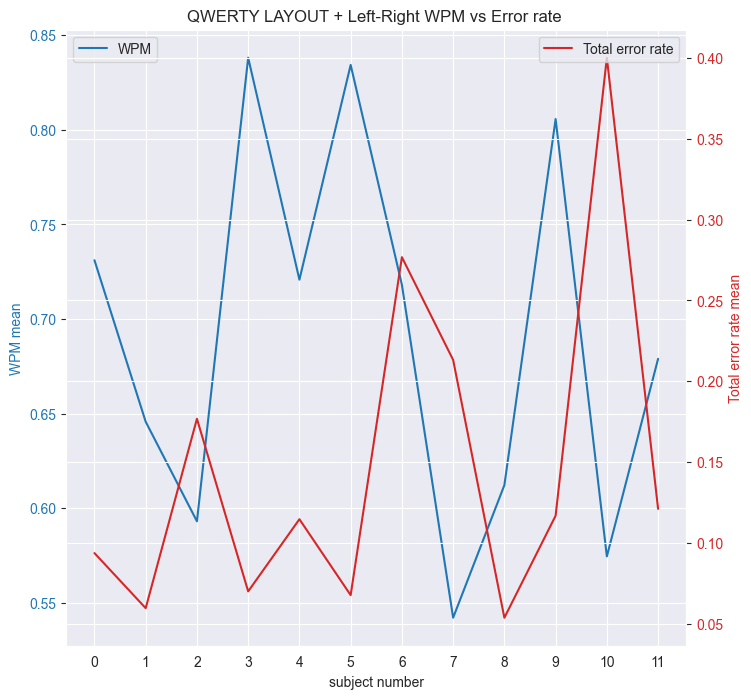 QWERTY LAYOUT + Left-Right WPM vs Error rate
WPM
Total error rate
0.85
0.80
0.75
0.70
0.65
0.60
0.55
WPM mean
0.40
0.35
0.30
0.25
0.20
0.15
0.10
0.05
Total error rate mean
0 1 2 3 4 5 6 7 8 9 10 11
subject number